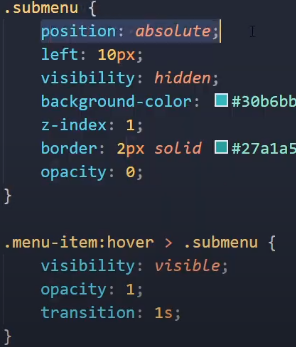 .submenu {
position: absolute;
left: 10px;
visibility: hidden;
background-color: #30b6bb
z-index: 1;
border: 2px solid #27a1a5
opacity: 0;
}
.menu-item:hover > .submenu {
visibility: visible;
opacity: 1;
transition: 1s;
}